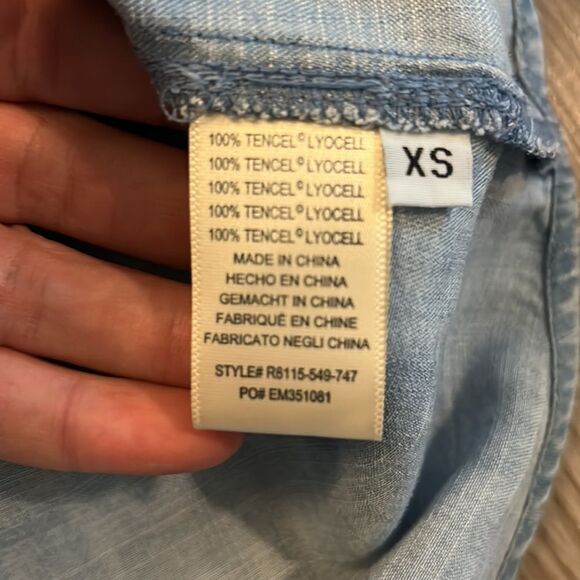 100% TENCEL© LYOCELL
100% TENCEL© LYOCELL
100% TENCEL© LYOCELL
100% TENCEL© LYOCELL
100% TENCEL© LYOCELL
MADE IN CHINA
HECHO EN CHINA
GEMACHT IN CHINA
FABRIQUÉ EN CHINE
FABRICATO NEGLI CHINA
STYLE# R6115-549-747
PO# EM351081
XS